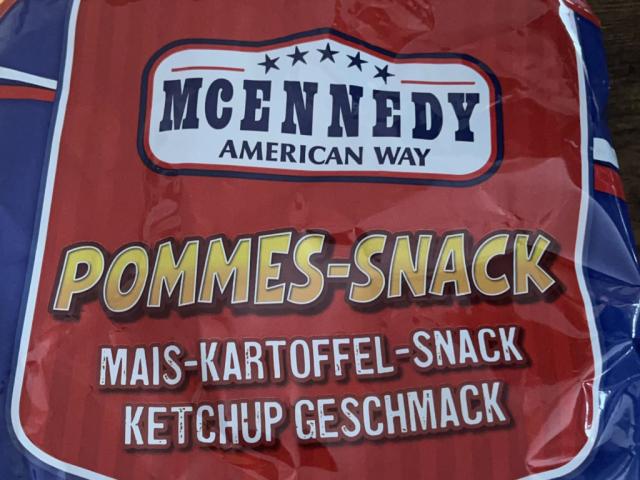 MCENNEDY
AMERICAN WAY
POMMES-SNACK
MAIS-KARTOFFEL-SNACK
KETCHUP GESCHMACK